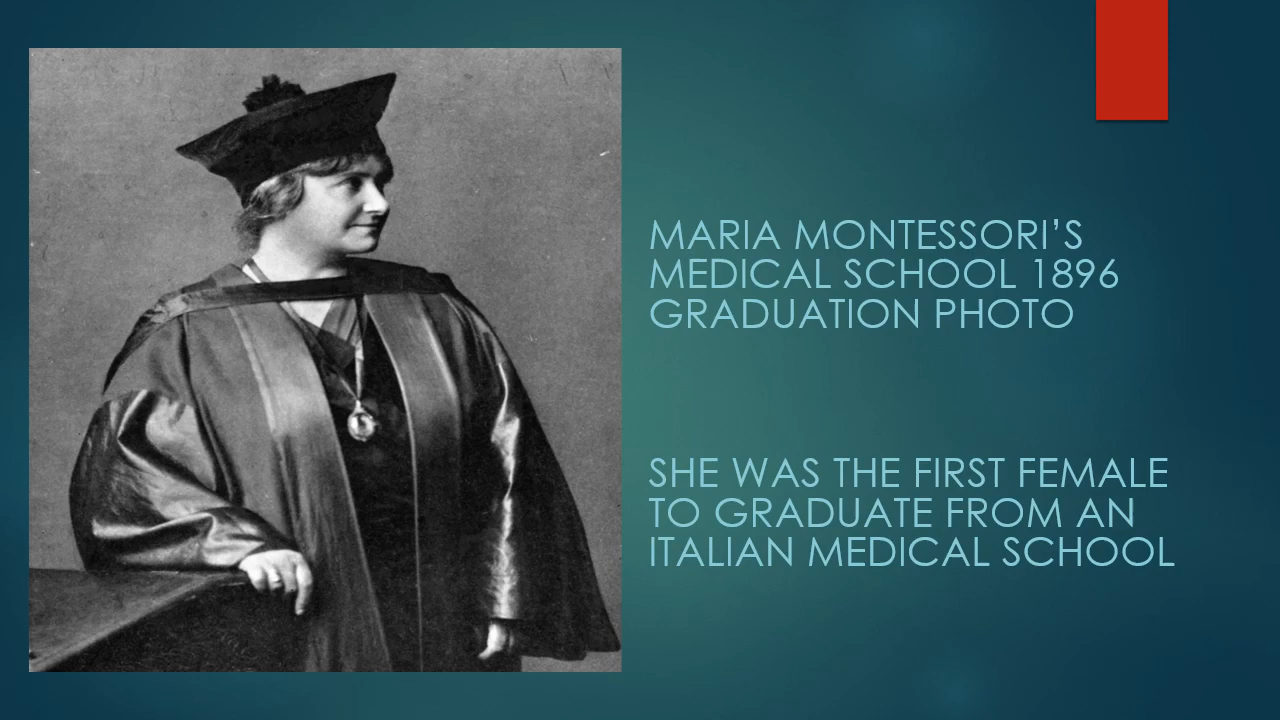 MARIA MONTESSORI’S
MEDICAL SCHOOL 1896
GRADUATION PHOTO
SHE WAS THE FIRST FEMALE
TO GRADUATE FROM AN
ITALIAN MEDICAL SCHOOL